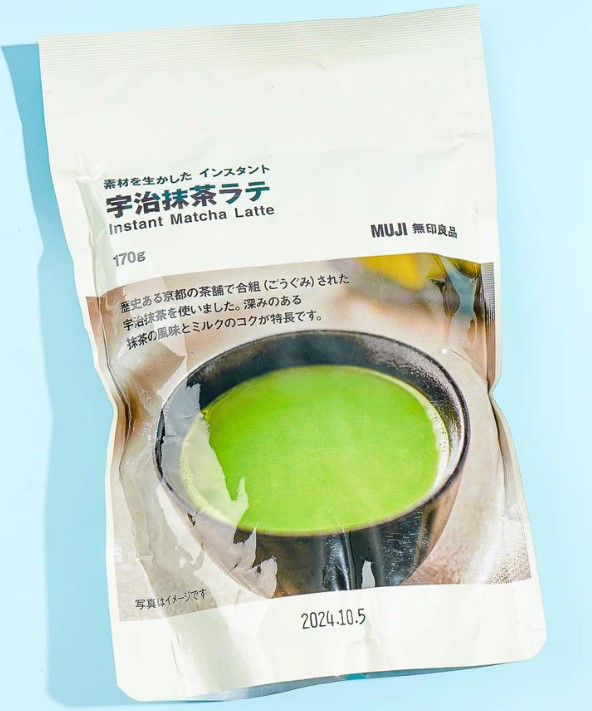 素材を生かした インスタント
宇治抹茶ラテ
Instant Matcha Latte
MUJI 無印良品
170g
歴史ある京都の茶舗で合組(ごうぐみ)された
宇治抹茶を使いました。深みのある
抹茶の風味とミルクのコクが特長です。
写真はイメージです
2024.10.5